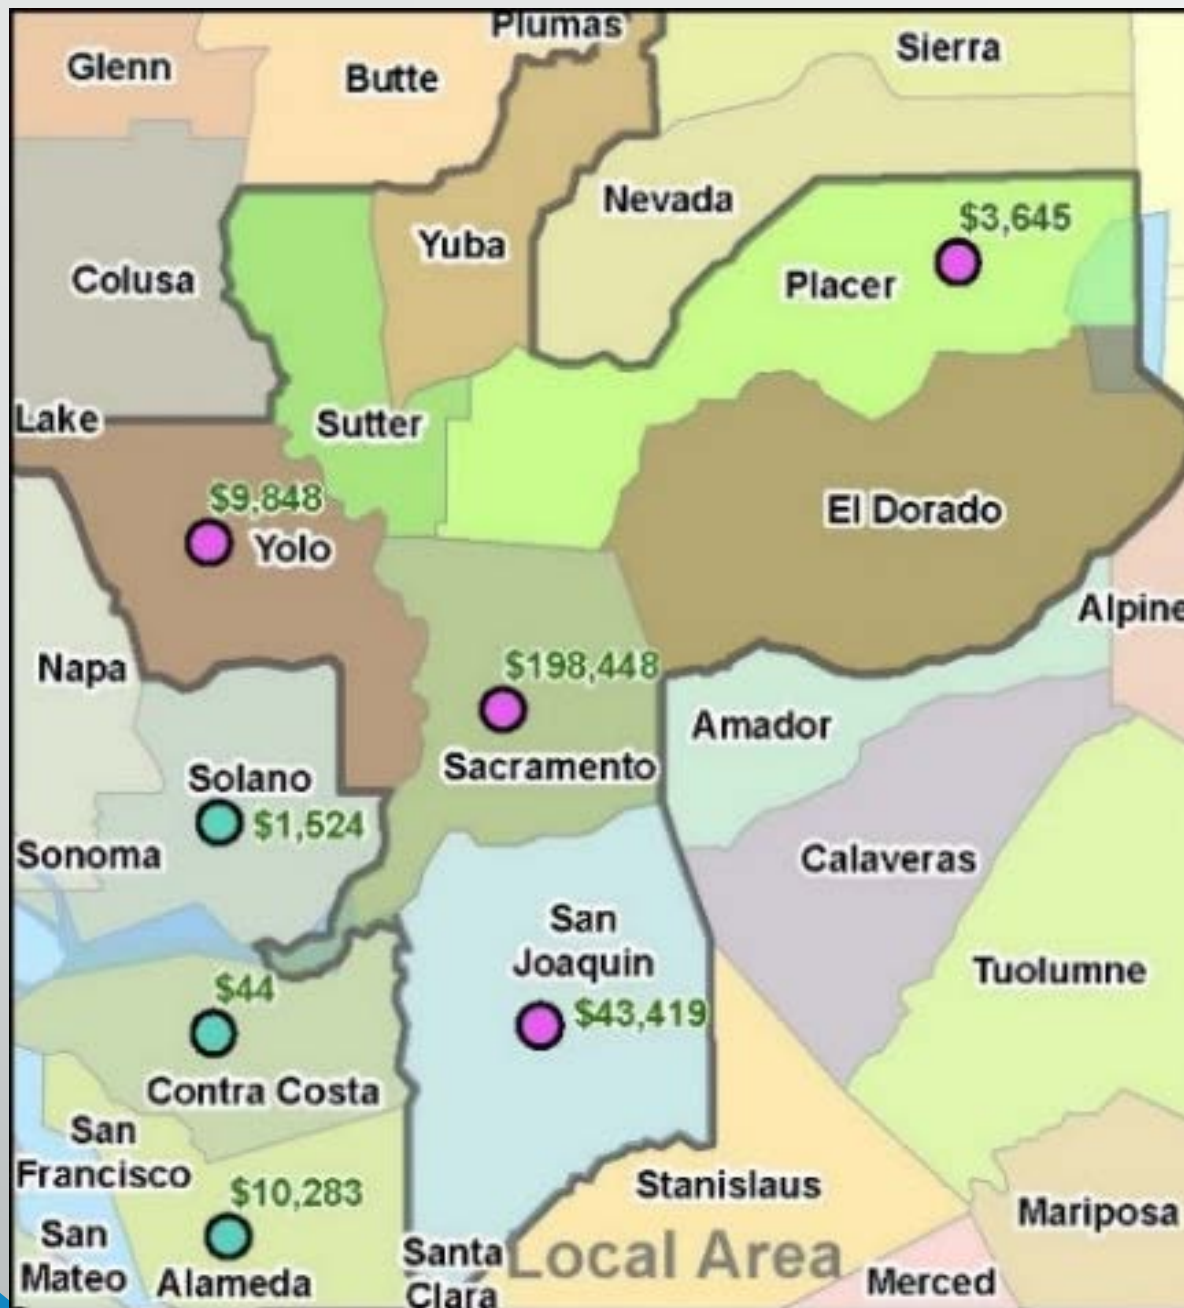 Plumas
Sierra
Glenn
Butte
Nevada
$3,645
Yuba
Placer
Colusa
Lake
Sutter
$9,848
El Dorado
Yolo
Alpine
$198,448
Napa
Amador
Sacramento
Solano
$1,524
Sonoma
Calaveras
San
Joaquin
Tuolumne
$44
$43,419
Contra Costa
San
Francisco
Stanislaus
$10,283
Mariposa
San
Mateo
Alameda
Santa
Clara
Local Area
Merced